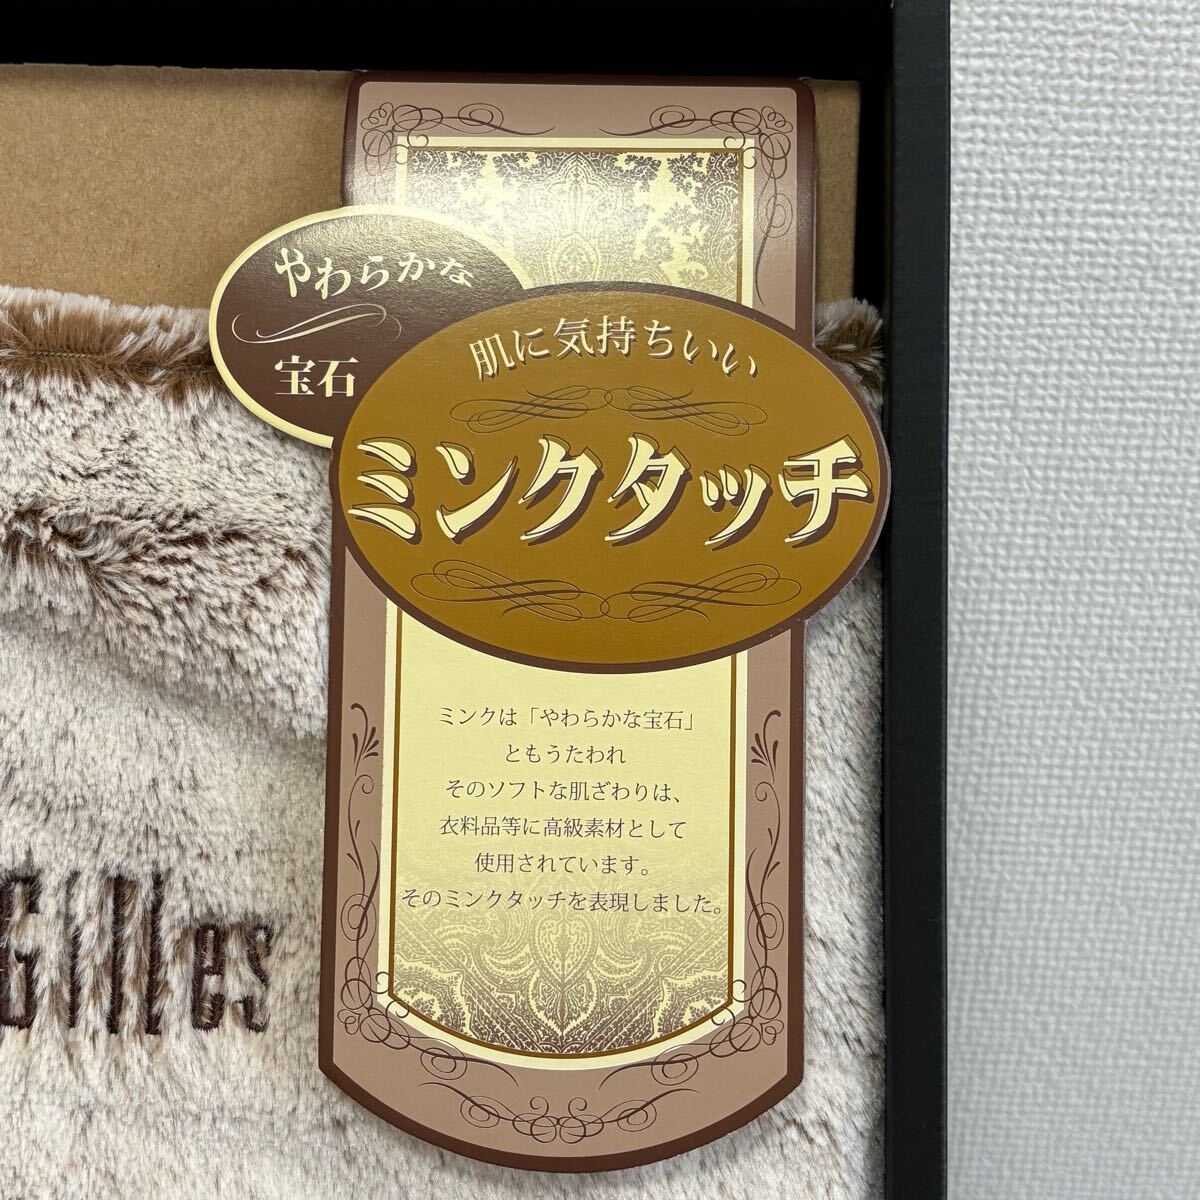 やわらかな
宝石
肌に気持ちいい
ミンクタッチ
ミンクは「やわらかな宝石」
ともうたわれ
そのソフトな肌ざわりは、
衣料品等に高級素材として
使用されています。
そのミンクタッチを表現しました。
es